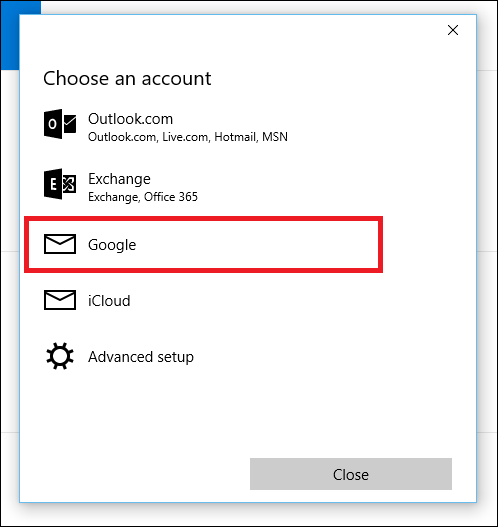 Choose an account
Outlook.com
Outlook.com, Live.com, Hotmail, MSN
Exchange
Exchange, Office 365
Google
iCloud
Advanced setup
Close